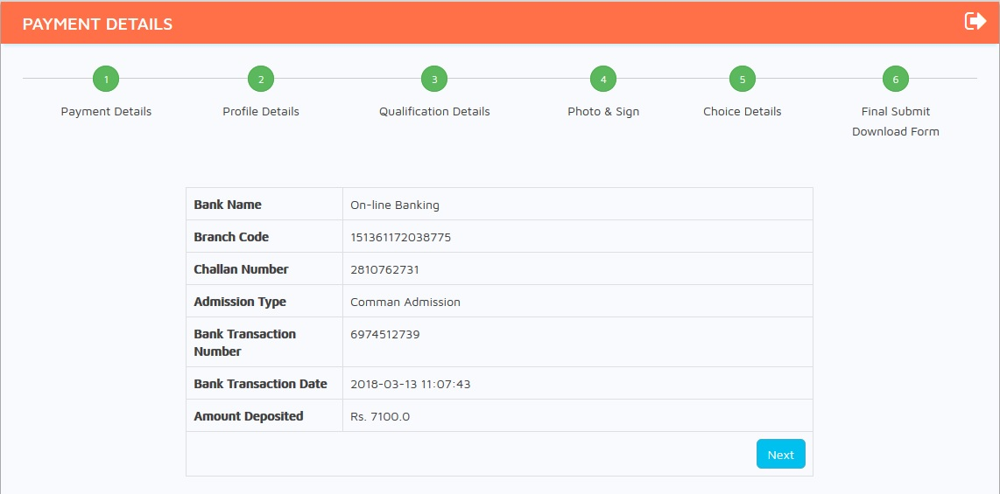 PAYMENT DETAILS
1 2 3 4 5 6
Payment Details Profile Details Qualification Details Photo & Sign Choice Details Final Submit
Download Form
Bank Name On-line Banking
Branch Code 151361172038775
Challan Number 2810762731
Admission Type Comman Admission
Bank Transaction 6974512739
Number
Bank Transaction Date 2018-03-13 11:07:43
Amount Deposited Rs. 7100.0
Next